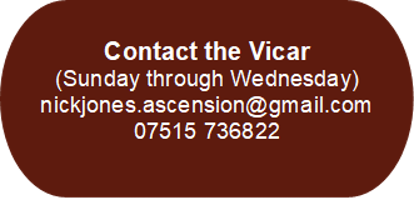 Contact the Vicar
(Sunday through Wednesday)
nickjones.ascension@gmail.com
07515 736822